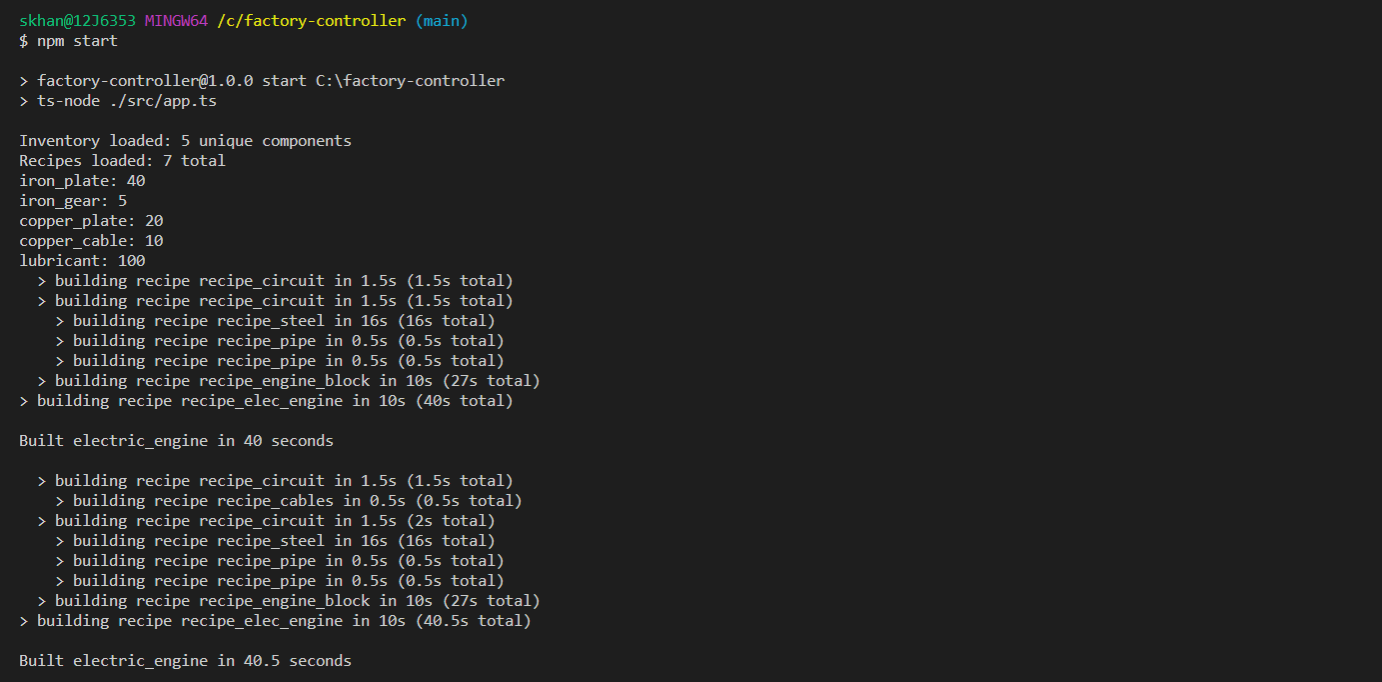 skhan@12J6353 MINGW64 /c/factory-controller (main)
$ npm start
> factory-controller@1.0.0 start C:\factory-controller
> ts-node ./src/app.ts
Inventory loaded: 5 unique components
Recipes loaded: 7 total
iron_plate: 40
iron_gear: 5
copper_plate: 20
copper_cable: 10
lubricant: 100
> building recipe recipe_circuit in 1.5s (1.5s total)
> building recipe recipe_circuit in 1.5s (1.5s total)
> building recipe recipe_steel in 16s (16s total)
> building recipe recipe_pipe in 0.5s (0.5s total)
> building recipe recipe_pipe in 0.5s (0.5s total)
> building recipe recipe_engine_block in 10s (27s total)
> building recipe recipe_elec_engine in 10s (40s total)
Built electric_engine in 40 seconds
> building recipe recipe_circuit in 1.5s (1.5s total)
> building recipe recipe_cables in 0.5s (0.5s total)
> building recipe recipe_circuit in 1.5s (2s total)
> building recipe recipe_steel in 16s (16s total)
> building recipe recipe_pipe in 0.5s (0.5s total)
> building recipe recipe_pipe in 0.5s (0.5s total)
> building recipe recipe_engine_block in 10s (27s total)
> building recipe recipe_elec_engine in 10s (40.5s total)
Built electric_engine in 40.5 seconds